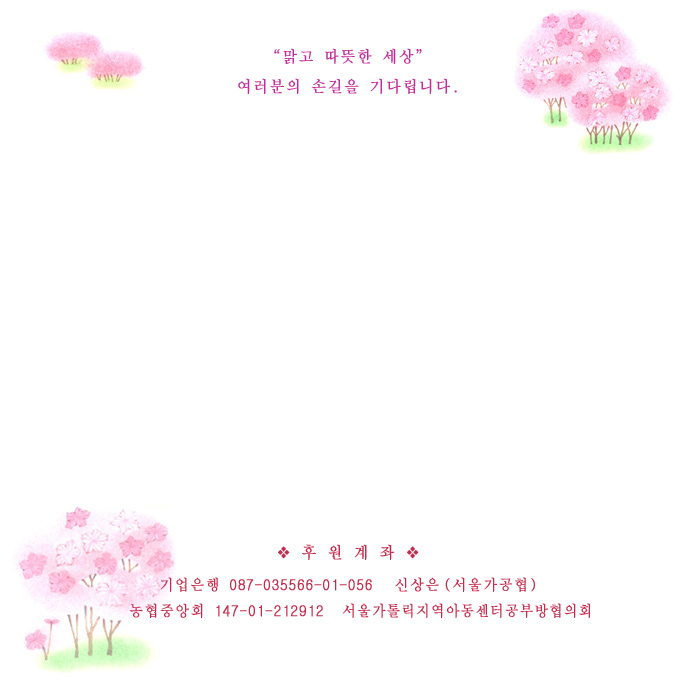 “맑고 따뜻한 세상”
여러분의 손길을 기다립니다.
❖ 후 원 계 좌 ❖
기업은행 087-035566-01-056 신상은(서울가공협)
농협중앙회 147-01-212912 서울가톨릭지역아동센터공부방협의회